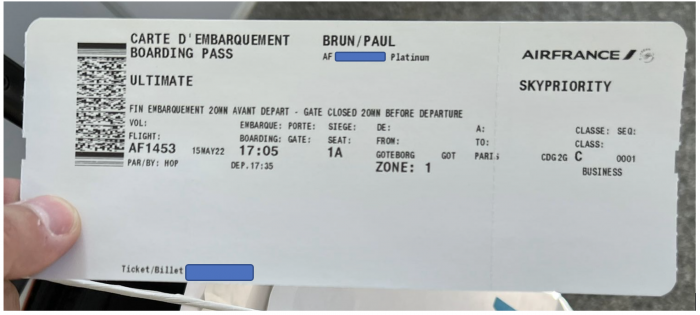 CARTE D'EMBARQUEMENT BRUN/PAUL
BOARDING PASS AF Platinum
AIRFRANCE
ULTIMATE SKYPRIORITY
FIN EMBARQUEMENT 20MN AVANT DEPART - GATE CLOSED 20MN BEFORE DEPARTURE
VOL: EMBARQUE: PORTE: SIEGE: DE: A: CLASSE: SEQ:
FLIGHT: BOARDING: GATE: SEAT: FROM: TO: CLASS:
AF1453 15MAY22 17:05 1A GOTEBORG GOT PARIS CDG2G C 0001
PAR/BY: HOP DEP.17:35 ZONE: 1 BUSINESS
Ticket/Billet